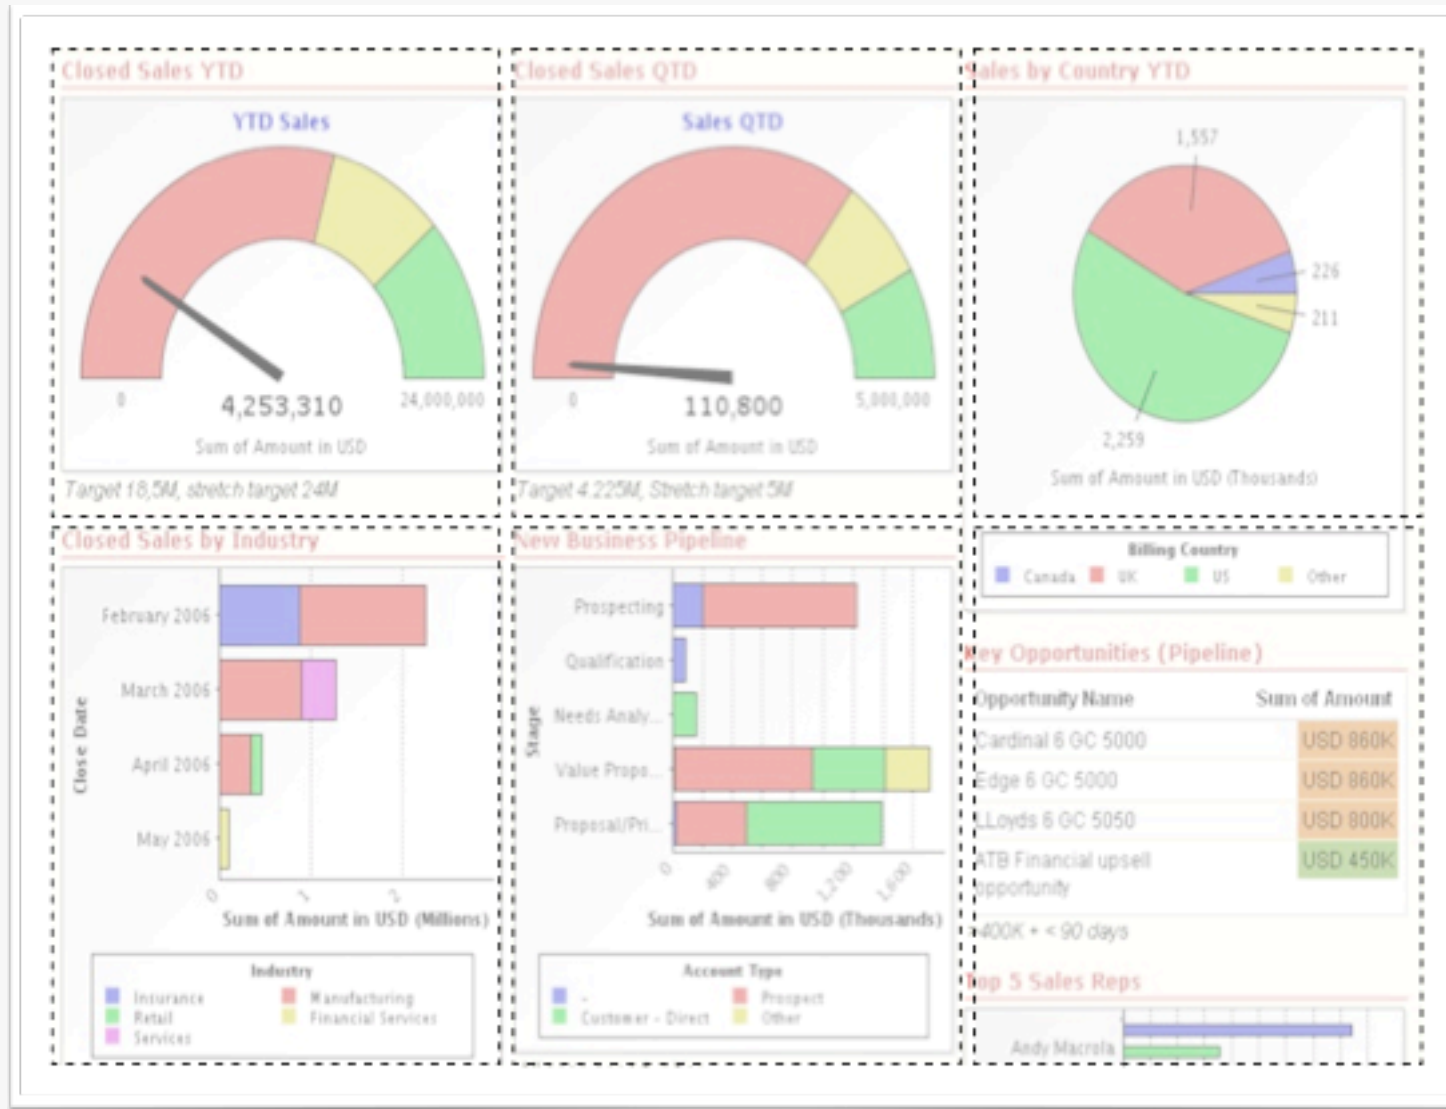 Closed Sales YTD
YTD Sales
0
24,000,000
4,253,310
Sum of Amount in USD
Target 18,5M, stretch target 24M
Closed Sales QTD
Sales QTD
0
5,000,000
110,800
Sum of Amount in USD
Target 4.225M, Stretch target 5M
Sales by Country YTD
1,557
226
211
2,259
Sum of Amount in USD (Thousands)
Billing Country
Canada UK US Other
Closed Sales by Industry
Close Date
February 2006
March 2006
April 2006
May 2006
0 1 2
Sum of Amount in USD (Millions)
Industry
Insurance Manufacturing
Retail Financial Services
Services
New Business Pipeline
Stage
Prospecting
Qualification
Needs Analy...
Value Propo...
Proposal/Pri...
0 400 800 1,200 1,600
Sum of Amount in USD (Thousands)
Account Type
- Prospect
Customer - Direct Other
Key Opportunities (Pipeline)
Opportunity Name Sum of Amount
Cardinal 6 GC 5000 USD 860K
Edge 6 GC 5000 USD 860K
LLoyds 6 GC 5050 USD 800K
ATB Financial upsell USD 450K
opportunity
>400K + < 90 days
Top 5 Sales Reps
Andy Macrola